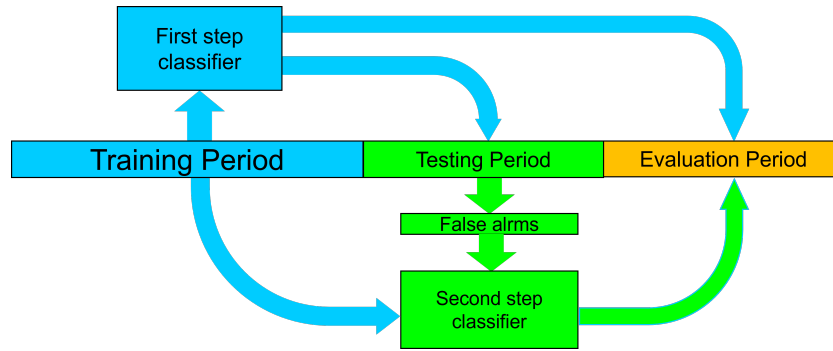 First step
classifier
Training Period
Testing Period
Evaluation Period
False alrms
Second step
classifier